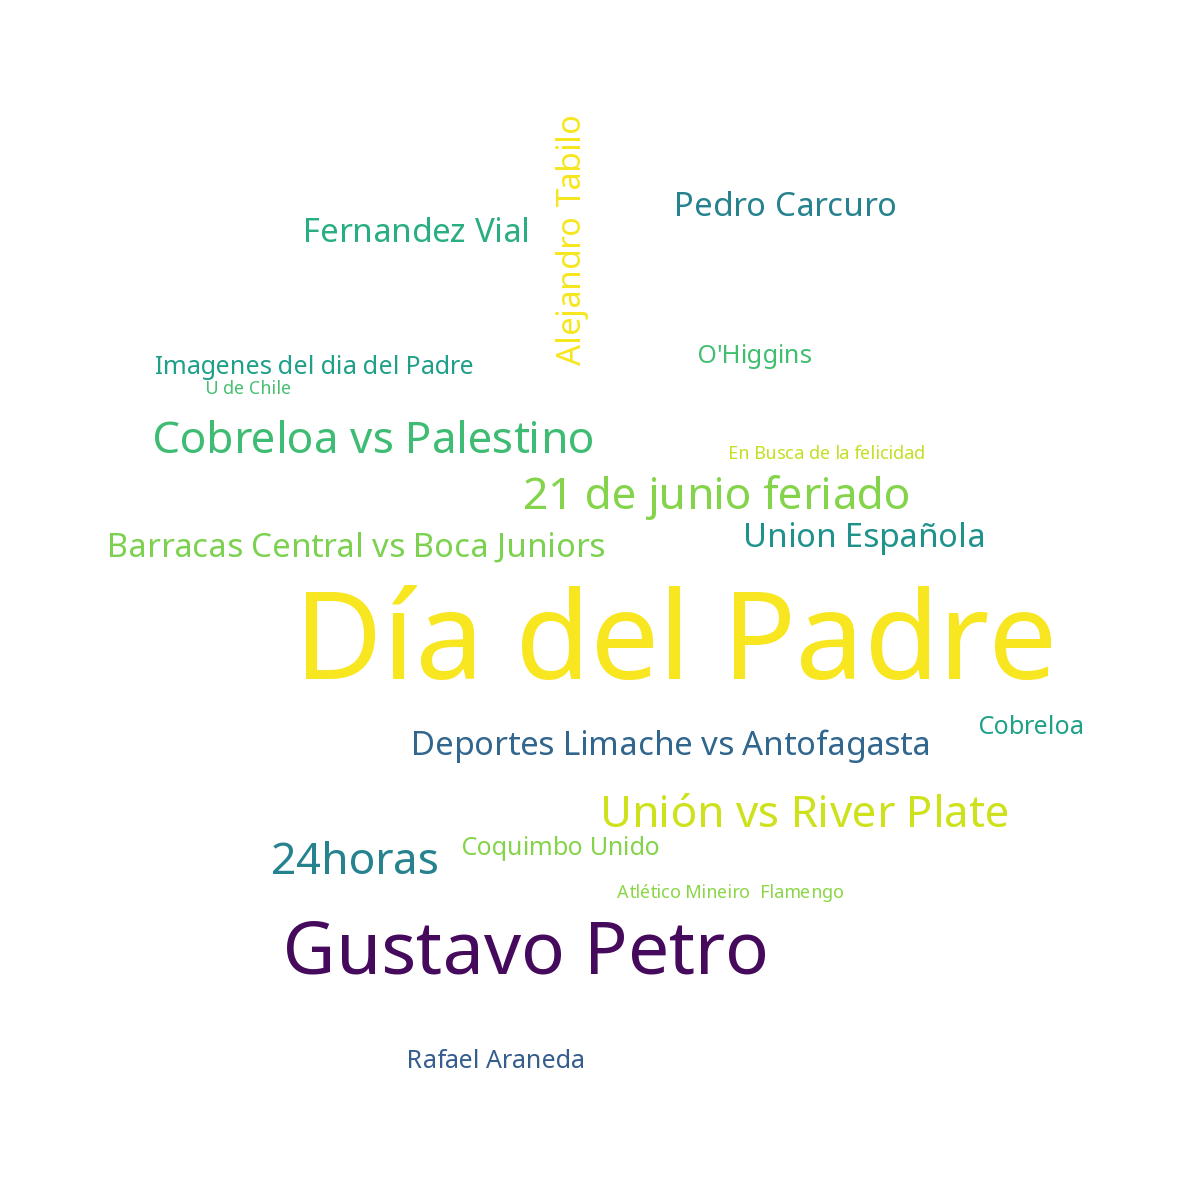 Alejandro Tabilo
Pedro Carcuro
Fernandez Vial
O'Higgins
Imagenes del dia del Padre
U de Chile
Cobreloa vs Palestino
En Busca de la felicidad
21 de junio feriado
Union Española
Barracas Central vs Boca Juniors
Día del Padre
Cobreloa
Deportes Limache vs Antofagasta
Unión vs River Plate
Coquimbo Unido
24horas
Atlético Mineiro  Flamengo
Gustavo Petro
Rafael Araneda